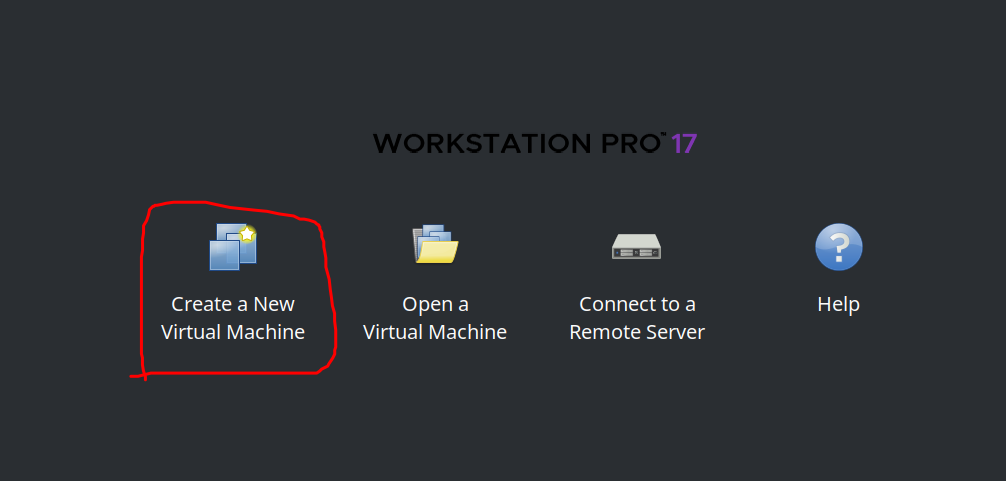 WORKSTATION PRO™ 17
Create a New
Virtual Machine
Open a
Virtual Machine
Connect to a
Remote Server
Help